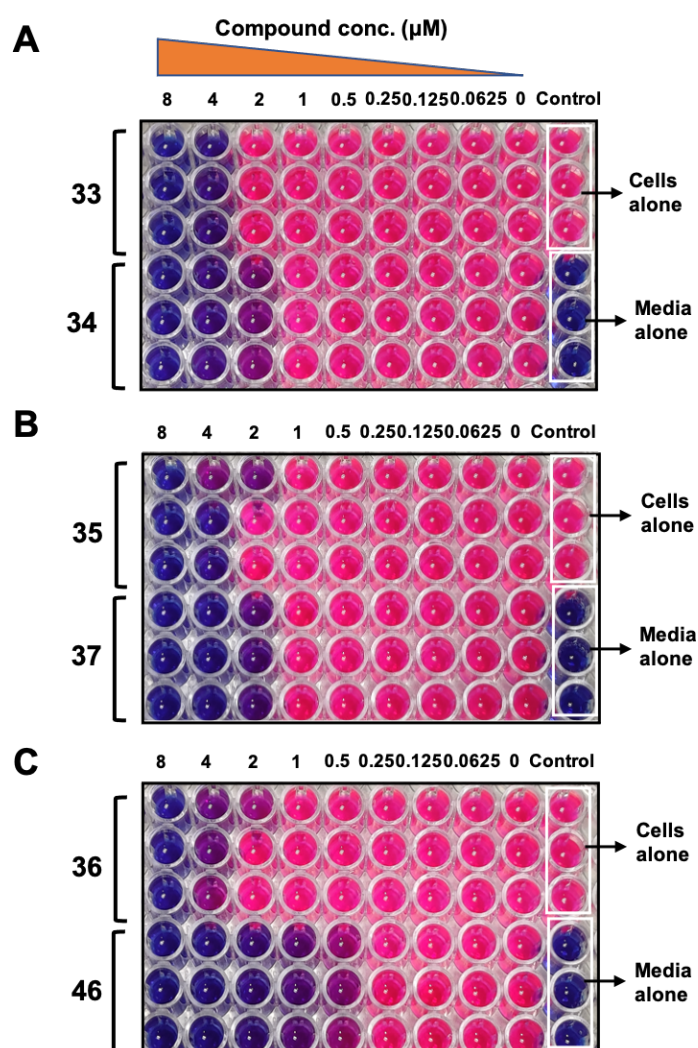 A
Compound conc. (µM)
8 4 2 1 0.5 0.25 0.125 0.0625 0 Control
33
Cells
alone
34
Media
alone
B
8 4 2 1 0.5 0.25 0.125 0.0625 0 Control
35
Cells
alone
37
Media
alone
C
8 4 2 1 0.5 0.25 0.125 0.0625 0 Control
36
Cells
alone
46
Media
alone